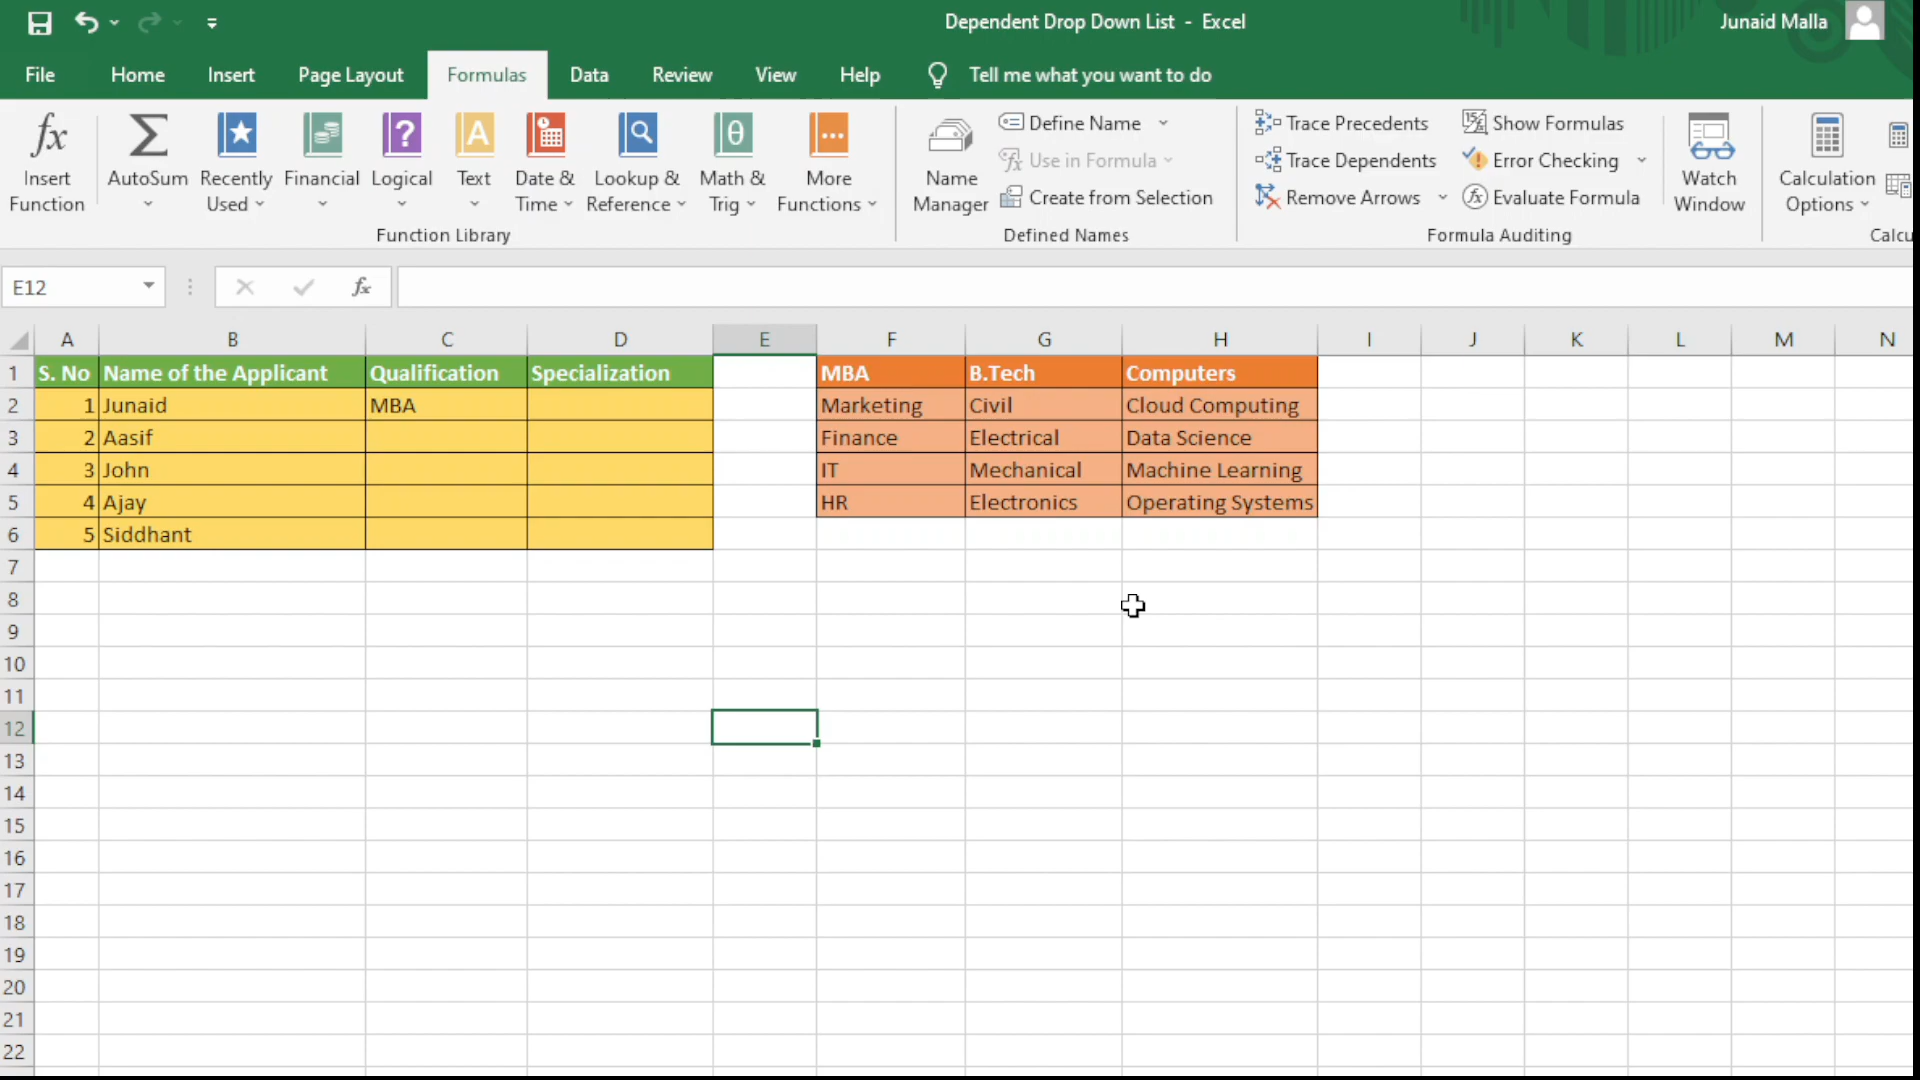 Dependent Drop Down List - Excel
Junaid Malla
File Home Insert Page Layout Formulas Data Review View Help Tell me what you want to do
Insert Function
AutoSum
Recently Used
Financial
Logical
Text
Date & Time
Lookup & Reference
Math & Trig
More Functions
Function Library
Name Manager
Define Name
Use in Formula
Create from Selection
Defined Names
Trace Precedents
Trace Dependents
Remove Arrows
Show Formulas
Error Checking
Evaluate Formula
Formula Auditing
Watch Window
Calculation Options
Calcu
E12
fx
A B C D E F G H I J K L M N
1 S. No Name of the Applicant Qualification Specialization MBA B.Tech Computers
2 1 Junaid MBA Marketing Civil Cloud Computing
3 2 Aasif Finance Electrical Data Science
4 3 John IT Mechanical Machine Learning
5 4 Ajay HR Electronics Operating Systems
6 5 Siddhant
7
8
9
10
11
12
13
14
15
16
17
18
19
20
21
22